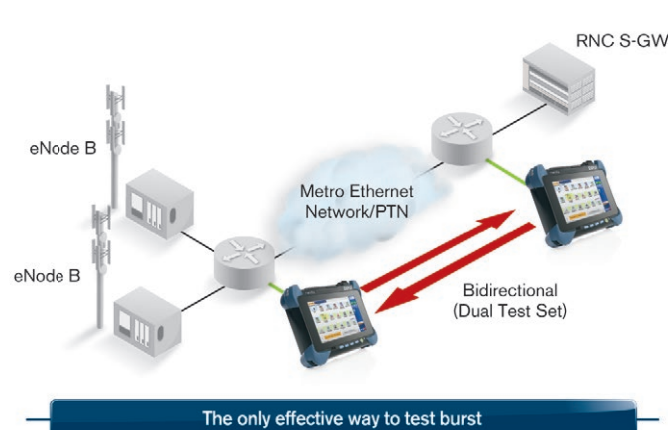 RNC S-GW
eNode B
Metro Ethernet
Network/PTN
eNode B
Bidirectional
(Dual Test Set)
The only effective way to test burst